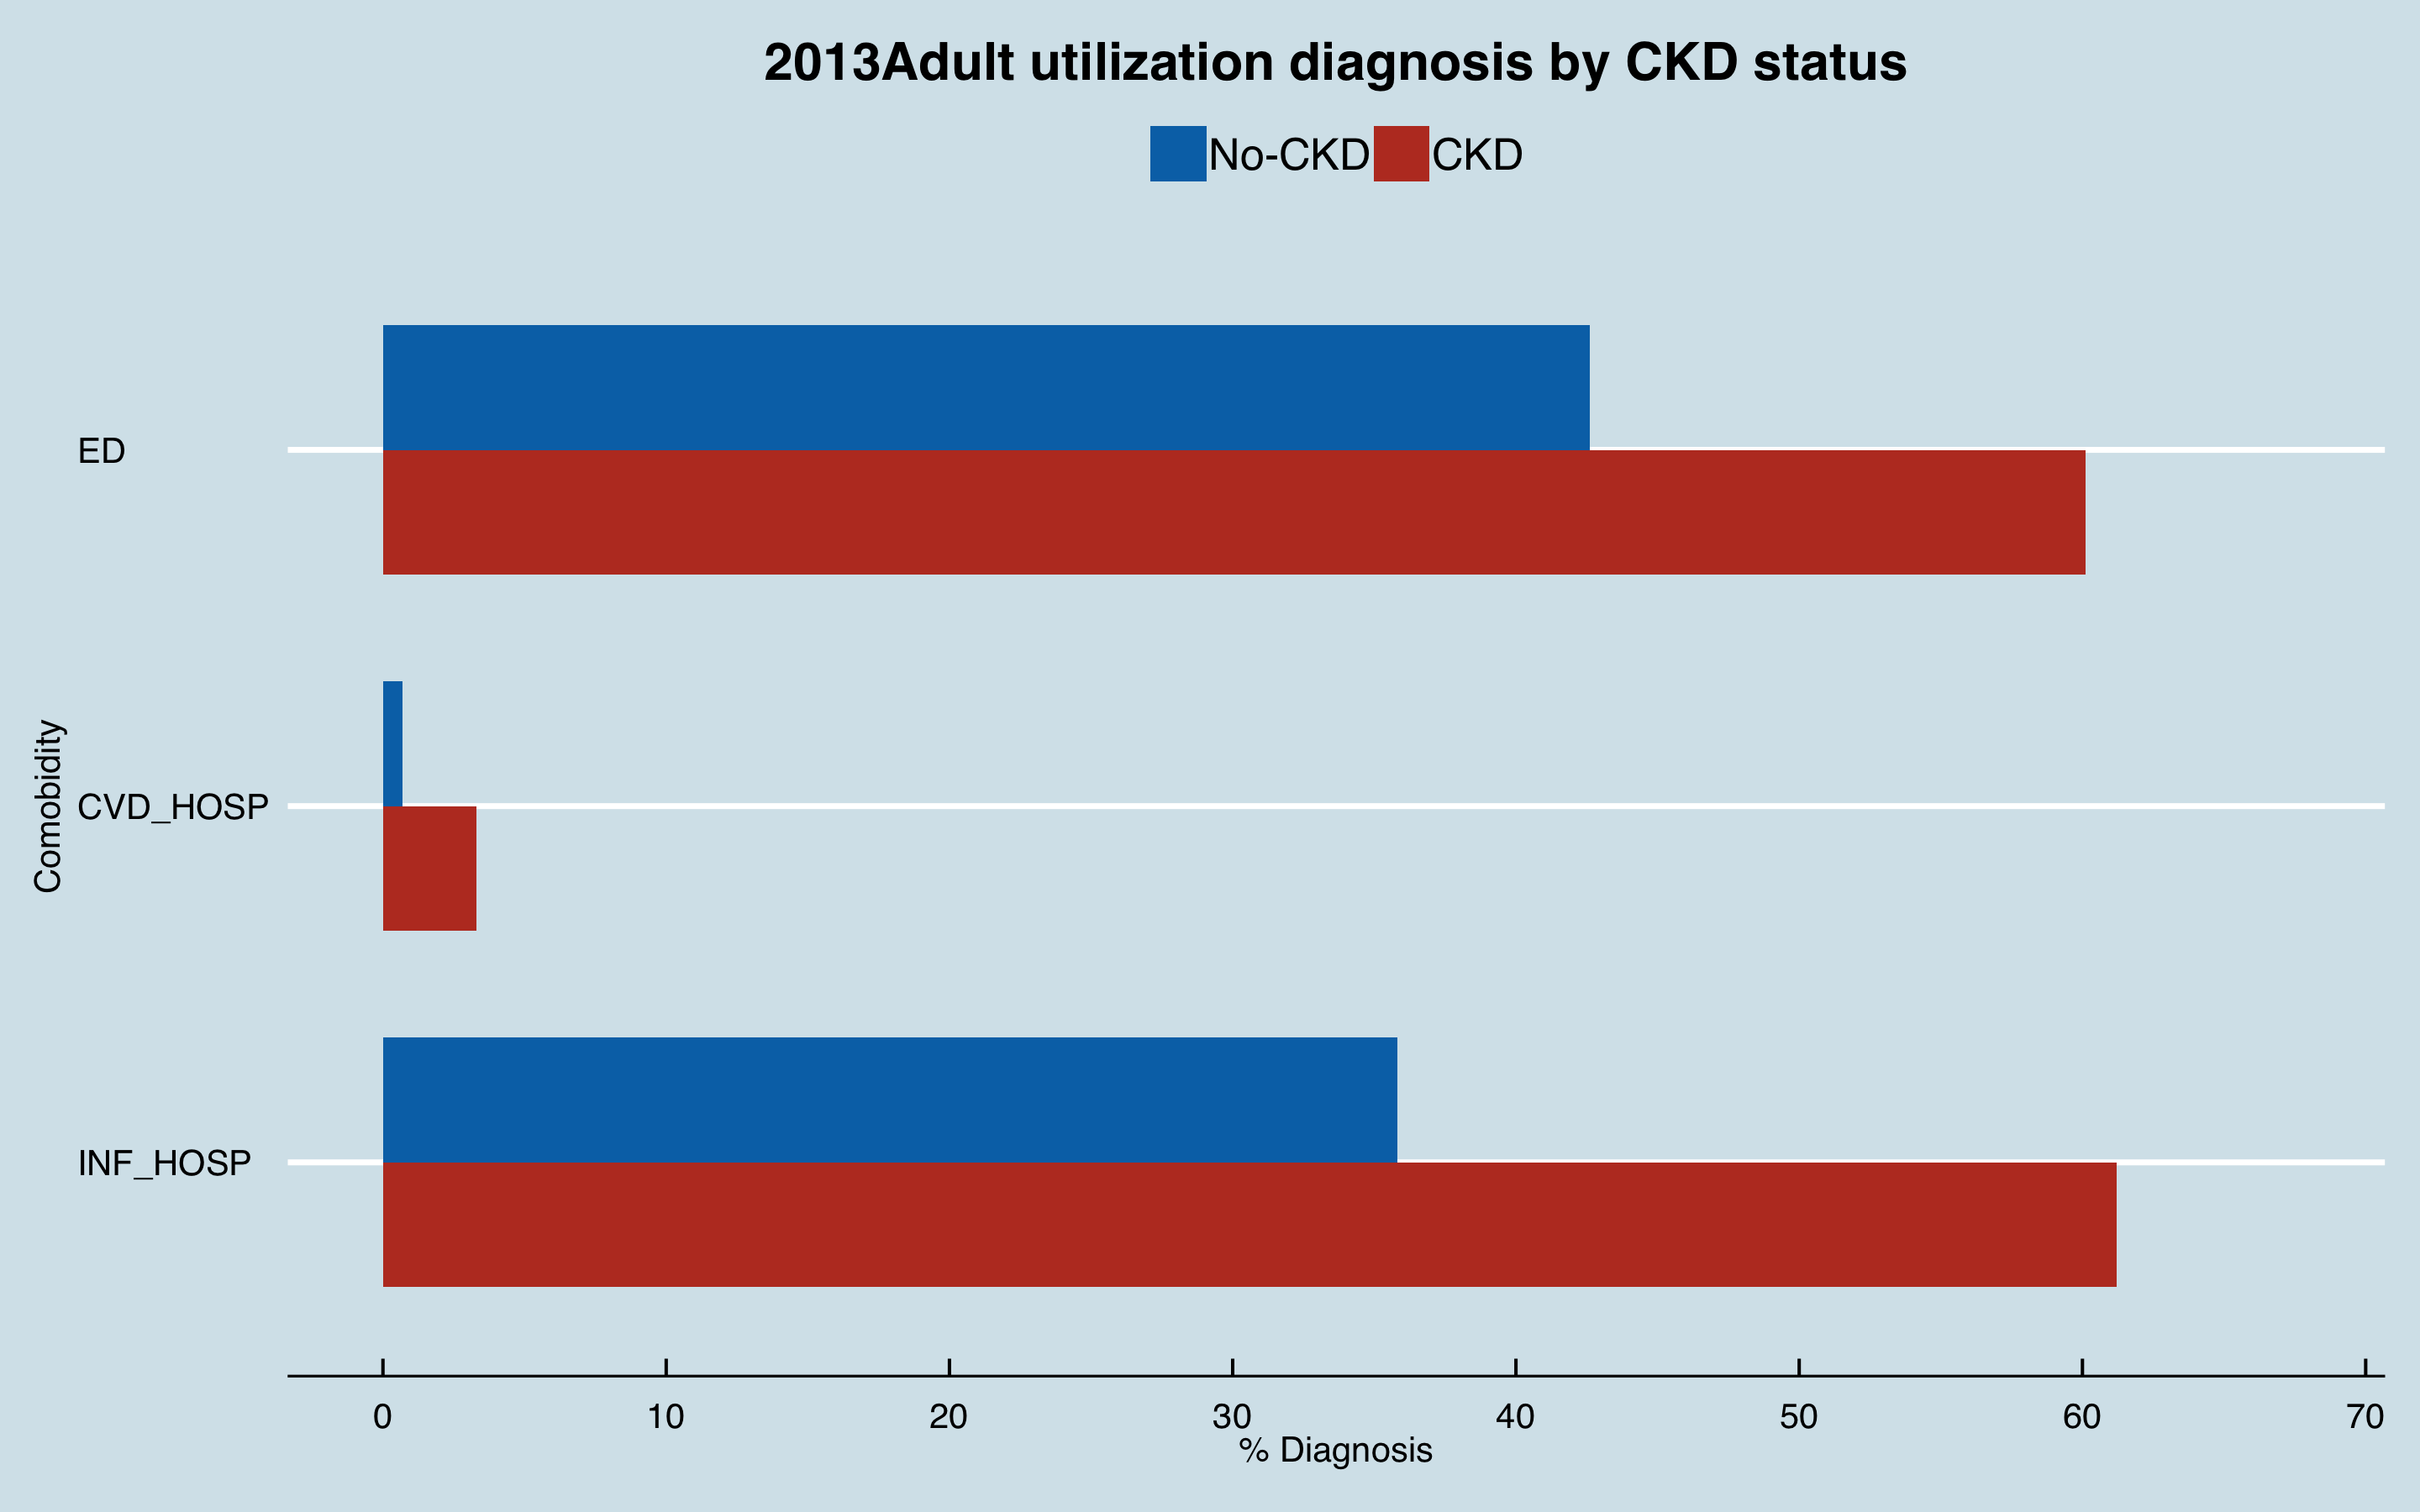 2013Adult utilization diagnosis by CKD status
No-CKD CKD
ED
CVD_HOSP
INF_HOSP
Comobidity
0 10 20 30 40 50 60 70
% Diagnosis